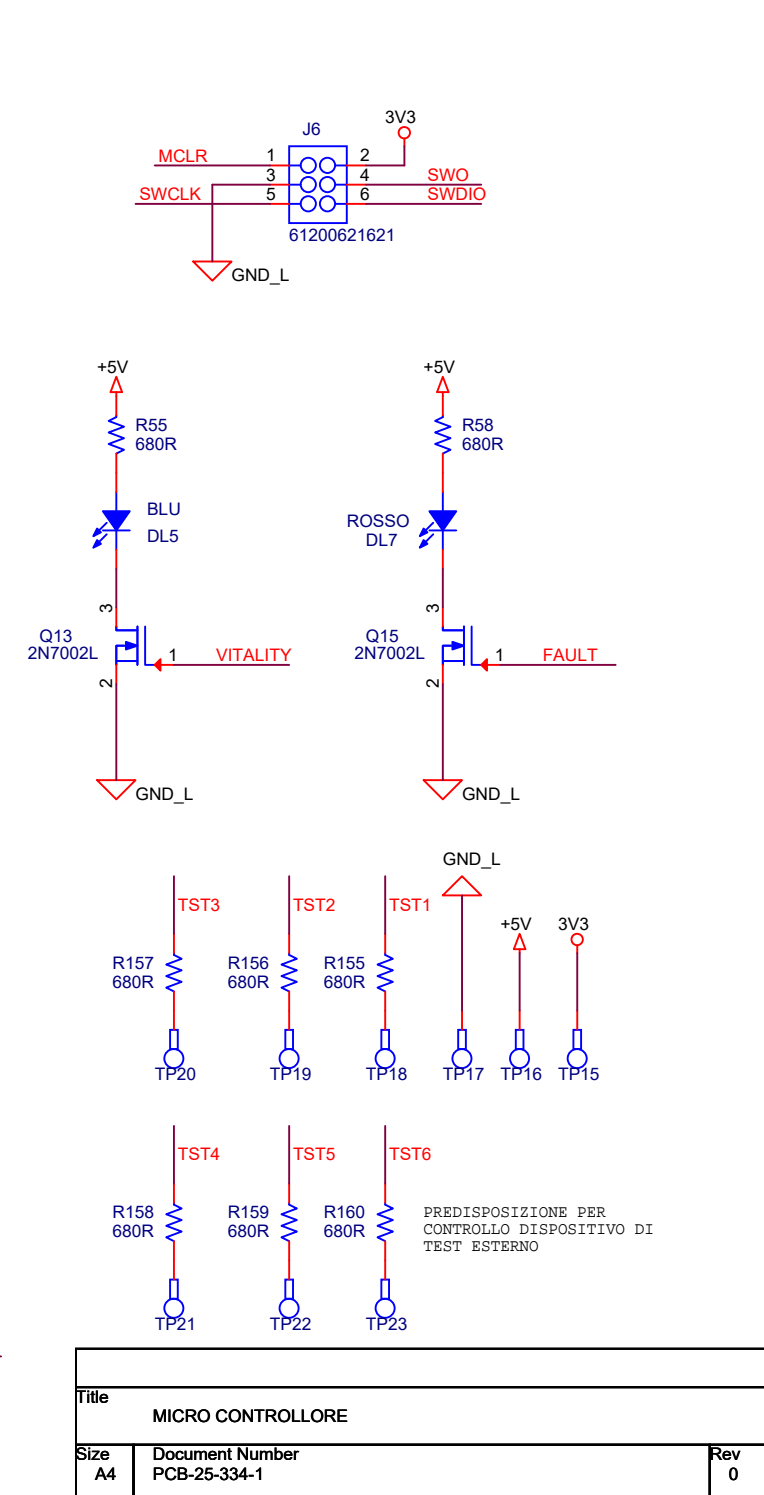 3V3
J6
MCLR 1 2
3 4 SWO
SWCLK 5 6 SWDIO
61200621621
GND_L
+5V +5V
R55 R58
680R 680R
BLU ROSSO
DL5 DL7
3 3
Q13 Q15
2N7002L 2N7002L
1 VITALITY 1 FAULT
2 2
GND_L GND_L
GND_L
TST3 TST2 TST1 +5V 3V3
R157 R156 R155
680R 680R 680R
TP20 TP19 TP18 TP17 TP16 TP15
TST4 TST5 TST6
R158 R159 R160
680R 680R 680R
PREDISPOSIZIONE PER
CONTROLLO DISPOSITIVO DI
TEST ESTERNO
TP21 TP22 TP23
Title
MICRO CONTROLLORE
Size Document Number Rev
A4 PCB-25-334-1 0